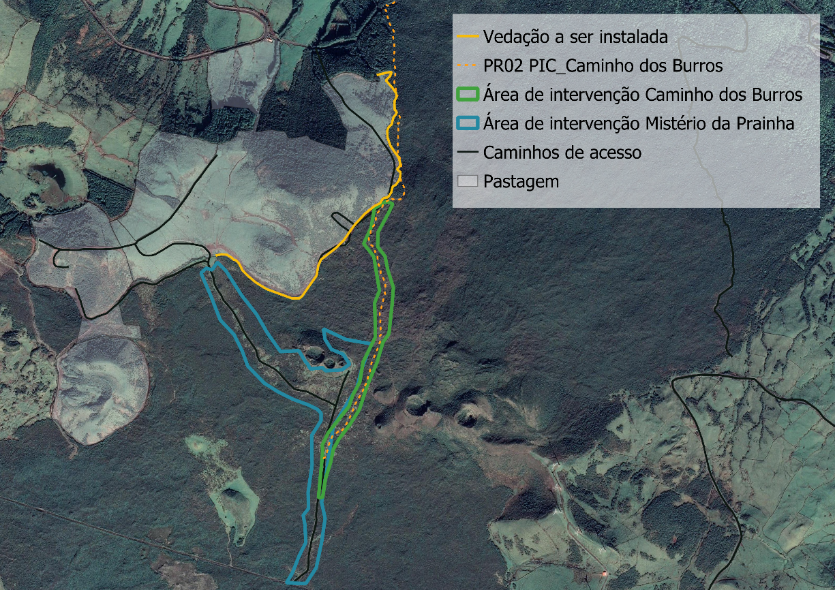 Vedação a ser instalada
PR02 PIC_Caminho dos Burros
Área de intervenção Caminho dos Burros
Área de intervenção Mistério da Prainha
Caminhos de acesso
Pastagem